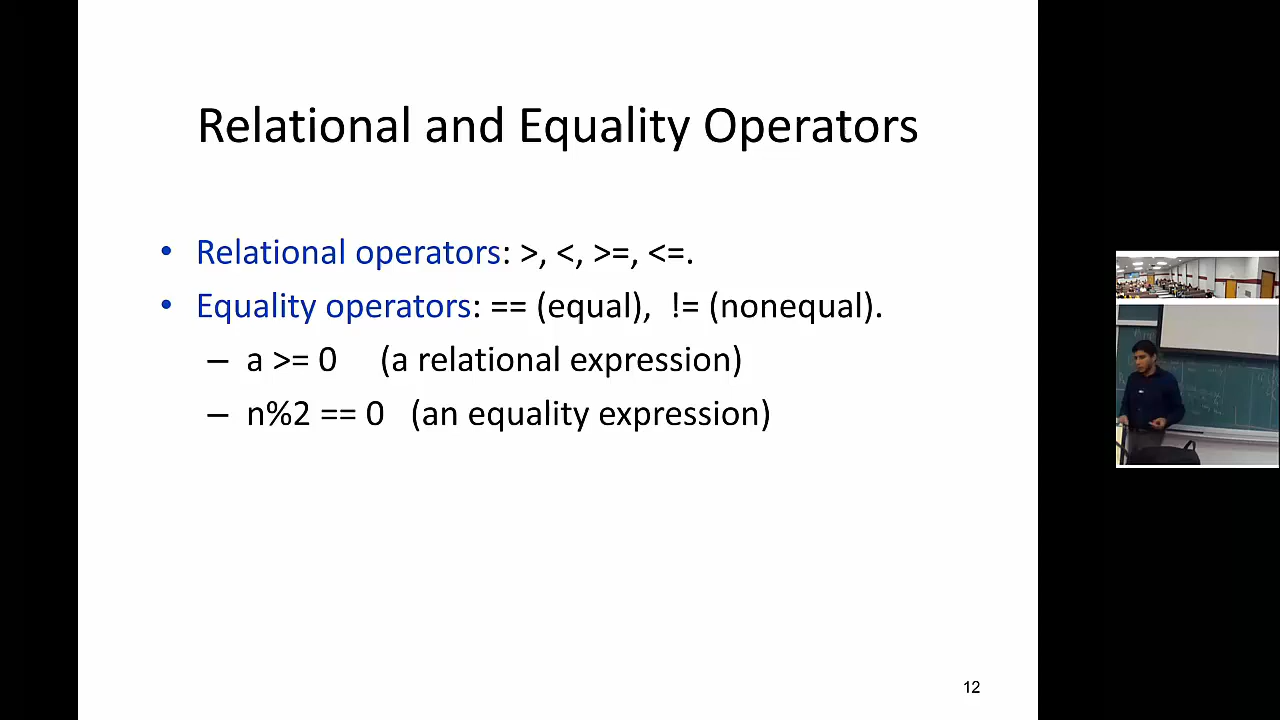 Relational and Equality Operators
• Relational operators: >, <, >=, <=.
• Equality operators: == (equal), != (nonequal).
– a >= 0 (a relational expression)
– n%2 == 0 (an equality expression)
12